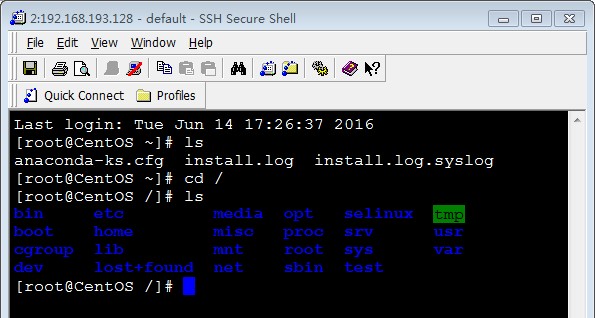 2:192.168.193.128 - default - SSH Secure Shell
File Edit View Window Help
Quick Connect Profiles
Last login: Tue Jun 14 17:26:37 2016
[root@CentOS ~]# ls
anaconda-ks.cfg  install.log  install.log.syslog
[root@CentOS ~]# cd /
[root@CentOS /]# ls
bin     etc         media  opt   selinux  tmp
boot    home        misc   proc  srv      usr
cgroup  lib         mnt    root  sys      var
dev     lost+found  net    sbin  test
[root@CentOS /]#